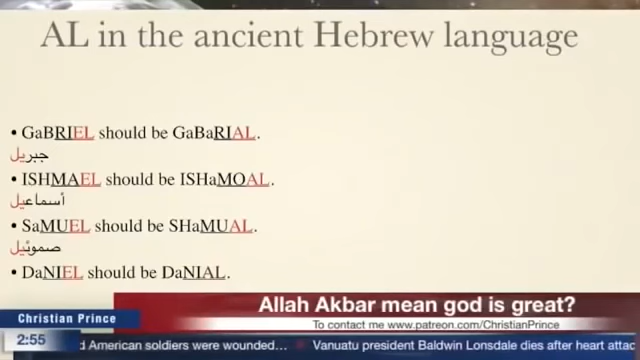 AL in the ancient Hebrew language
• GaBRIEL should be GaBaRIAL.
جبريل
• ISHMAEL should be ISHaMOAL.
أسماعيل
• SaMUEL should be SHaMUAL.
صموئيل
• DaNIEL should be DaNIAL.
Allah Akbar mean god is great?
Christian Prince
To contact me www.patreon.com/ChristianPrince
2:55
d American soldiers were wounded... Vanuatu president Baldwin Lonsdale dies after heart attac